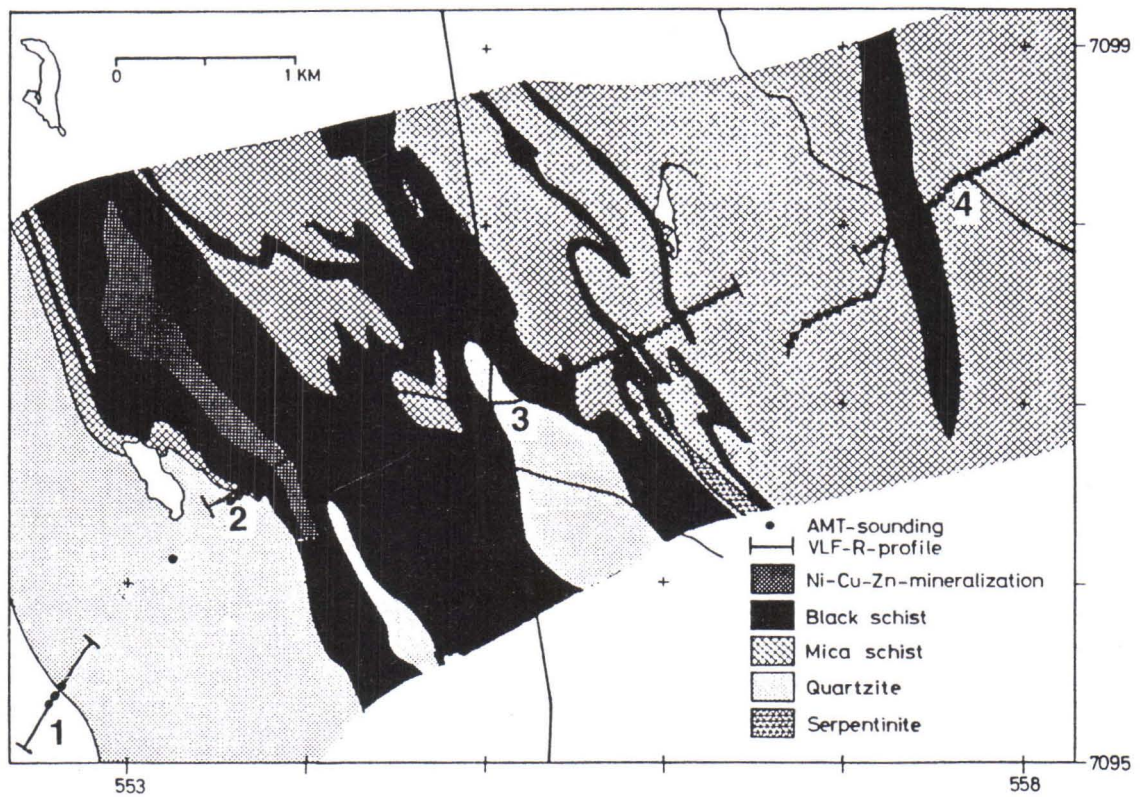 7099
0 1 KM
4
3
2
1
AMT-sounding
VLF-R-profile
Ni-Cu-Zn-mineralization
Black schist
Mica schist
Quartzite
Serpentinite
7095
553
558